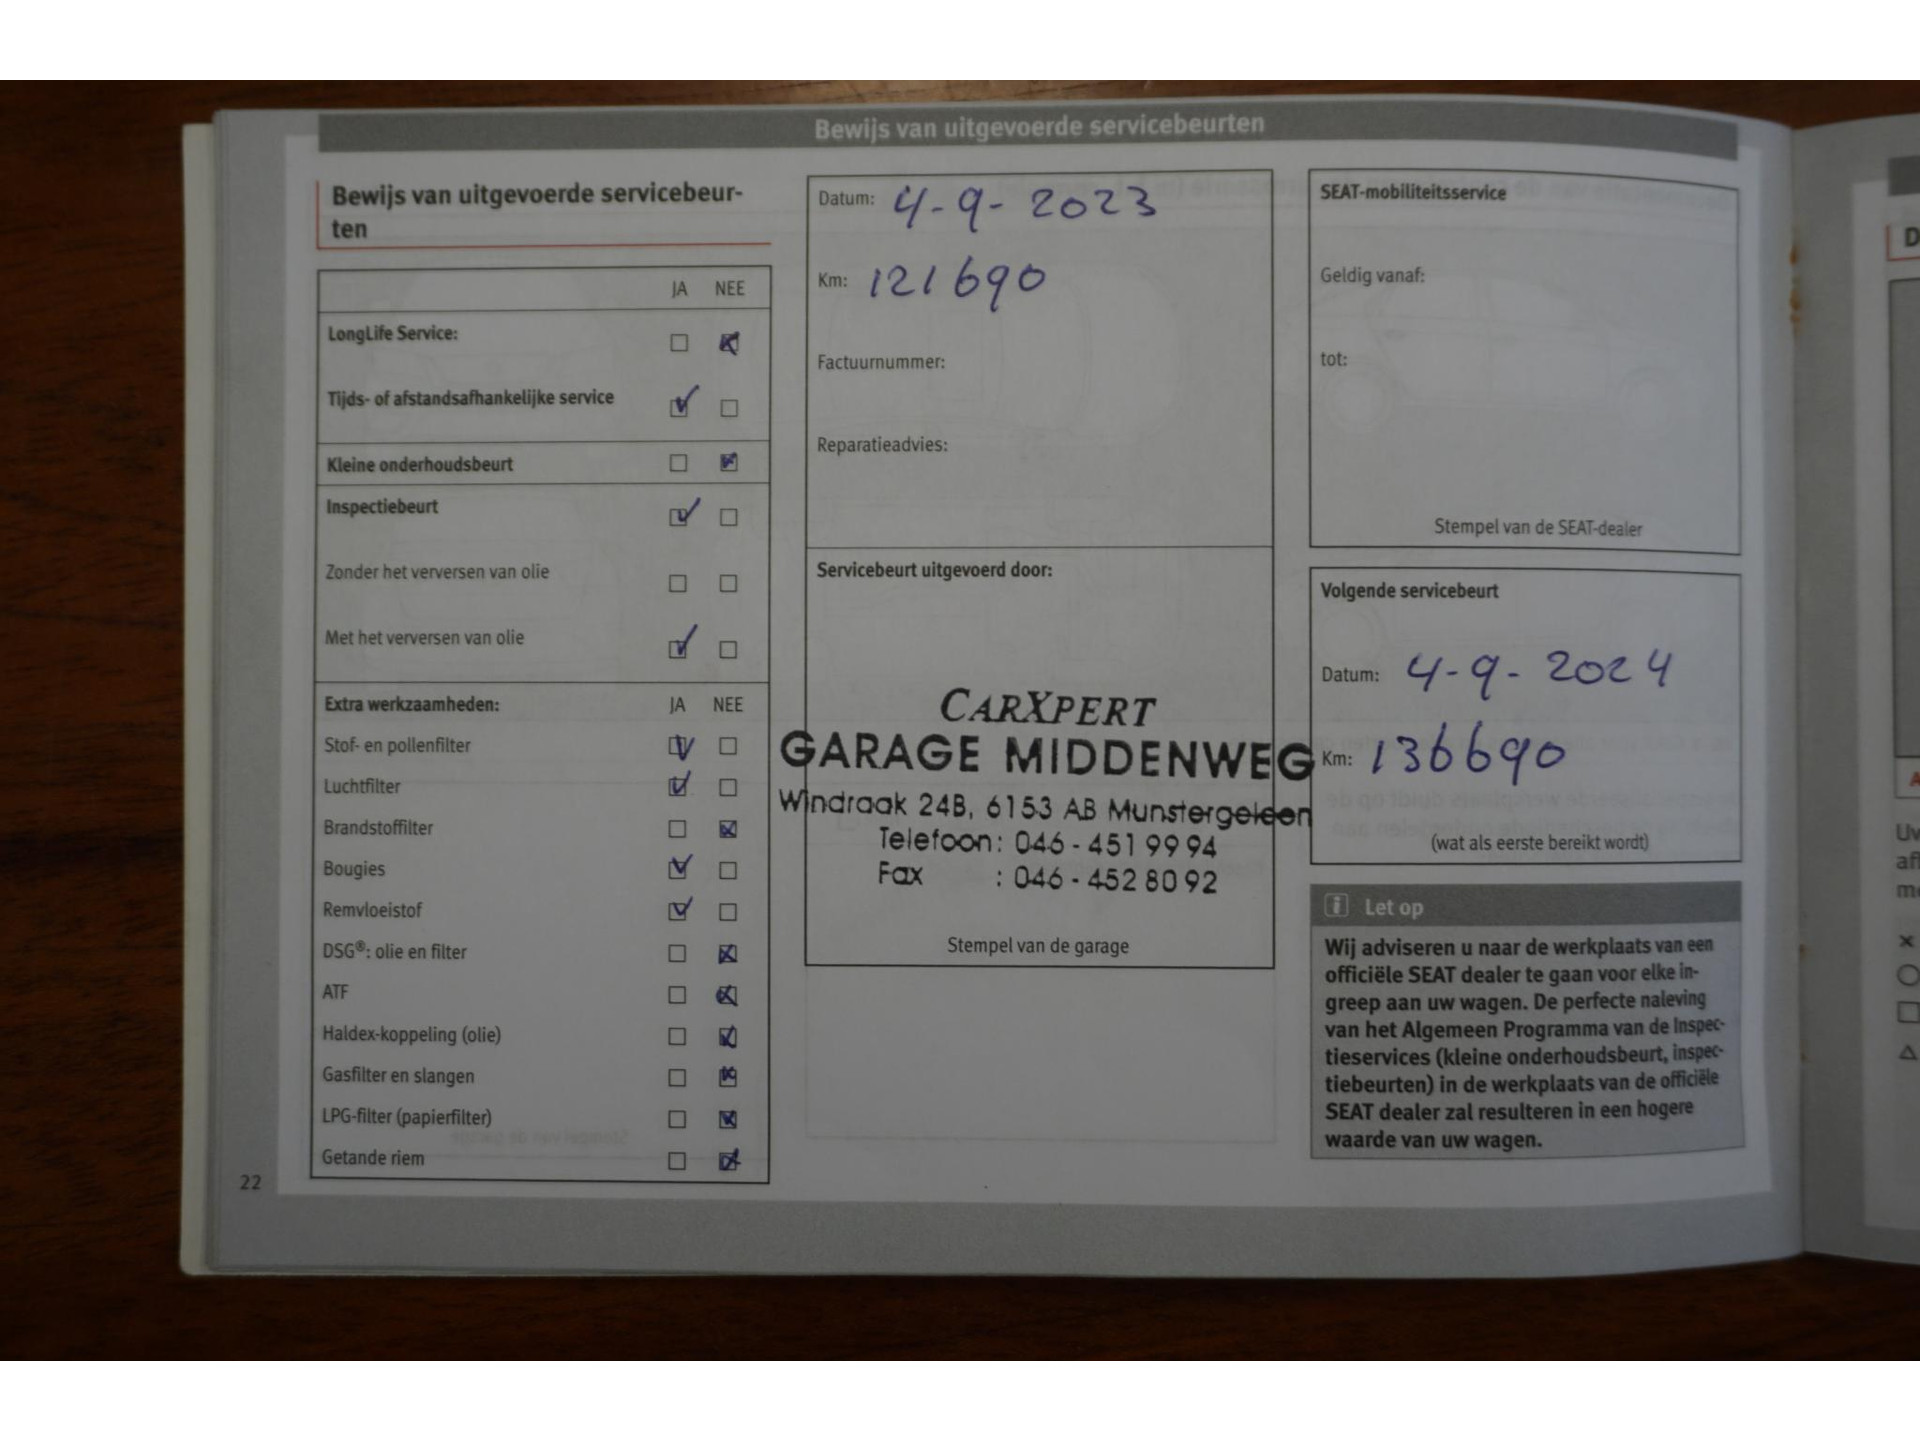 Bewijs van uitgevoerde servicebeurten
Bewijs van uitgevoerde servicebeur-
ten
JA NEE
LongLife Service:
Tijds- of afstandsafhankelijke service
Kleine onderhoudsbeurt
Inspectiebeurt
Zonder het verversen van olie
Met het verversen van olie
Extra werkzaamheden: JA NEE
Stof- en pollenfilter
Luchtfilter
Brandstoffilter
Bougies
Remvloeistof
DSG®: olie en filter
ATF
Haldex-koppeling (olie)
Gasfilter en slangen
LPG-filter (papierfilter)
Getande riem
22
Datum: 4-9-2023
Km: 121690
Factuurnummer:
Reparatieadvies:
Servicebeurt uitgevoerd door:
CARXPERT
GARAGE MIDDENWEG
Windraak 24B, 6153 AB Munstergeleen
Telefoon: 046 - 451 99 94
Fax : 046 - 452 80 92
Stempel van de garage
SEAT-mobiliteitsservice
Geldig vanaf:
tot:
Stempel van de SEAT-dealer
Volgende servicebeurt
Datum: 4-9-2024
Km: 136690
(wat als eerste bereikt wordt)
i Let op
Wij adviseren u naar de werkplaats van een
officiële SEAT dealer te gaan voor elke in-
greep aan uw wagen. De perfecte naleving
van het Algemeen Programma van de Inspec-
tieservices (kleine onderhoudsbeurt, inspec-
tiebeurten) in de werkplaats van de officiële
SEAT dealer zal resulteren in een hogere
waarde van uw wagen.